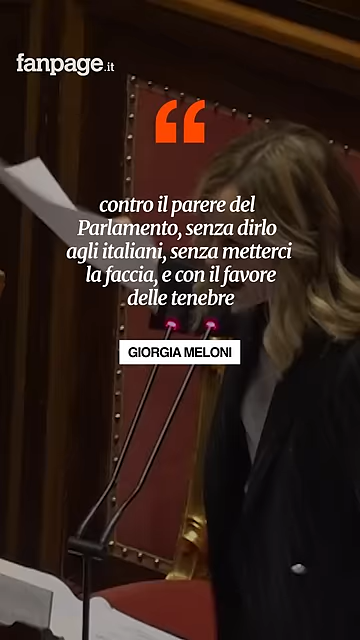 fanpage.it
“
contro il parere del
Parlamento, senza dirlo
agli italiani, senza metterci
la faccia, e con il favore
delle tenebre
GIORGIA MELONI